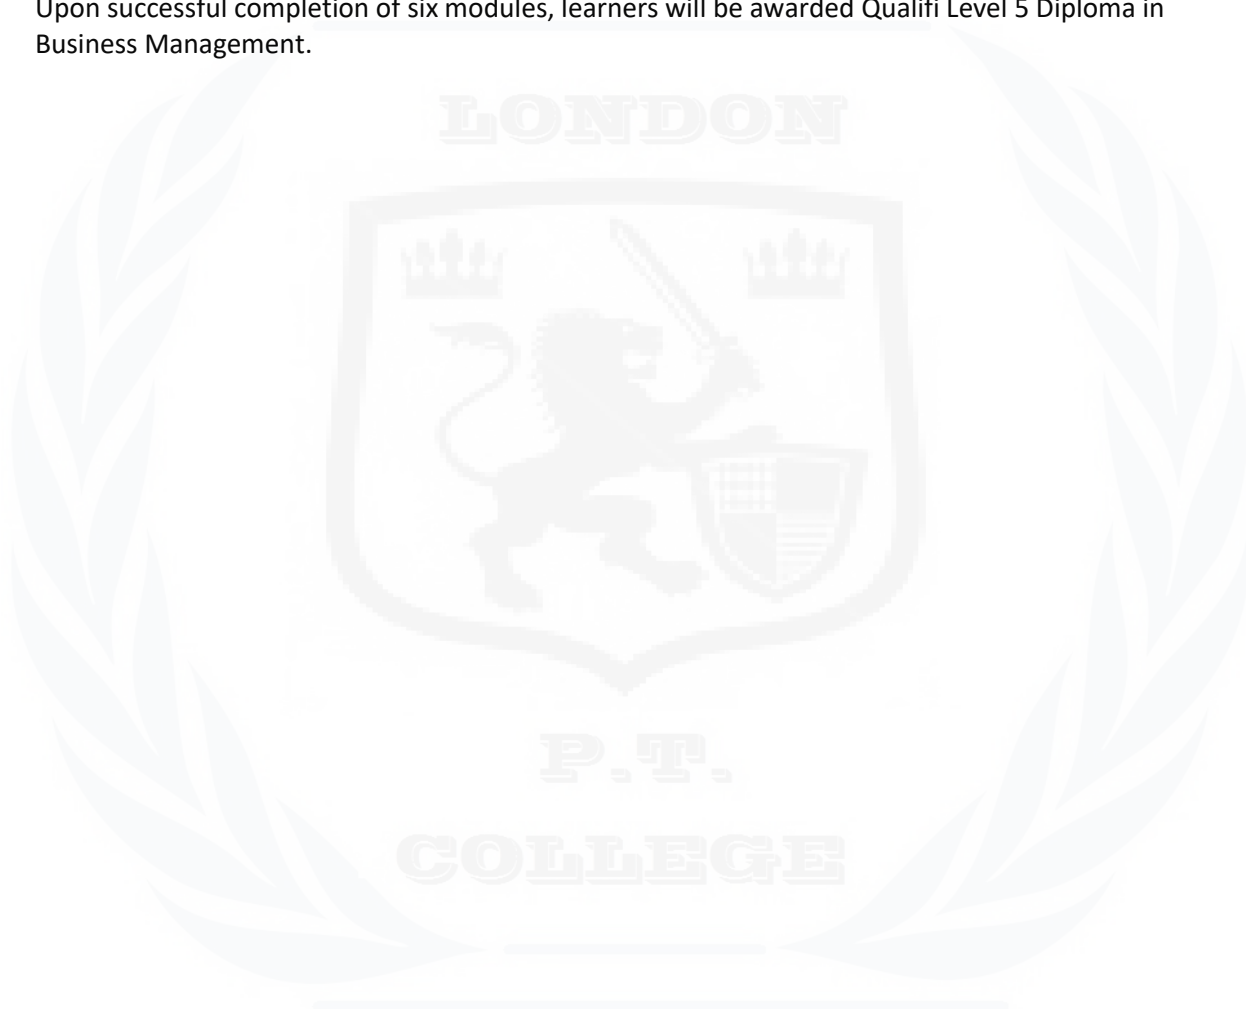 Upon successful completion of six modules, learners will be awarded Qualifi Level 5 Diploma in
Business Management.
LONDON
P.T.
COLLEGE